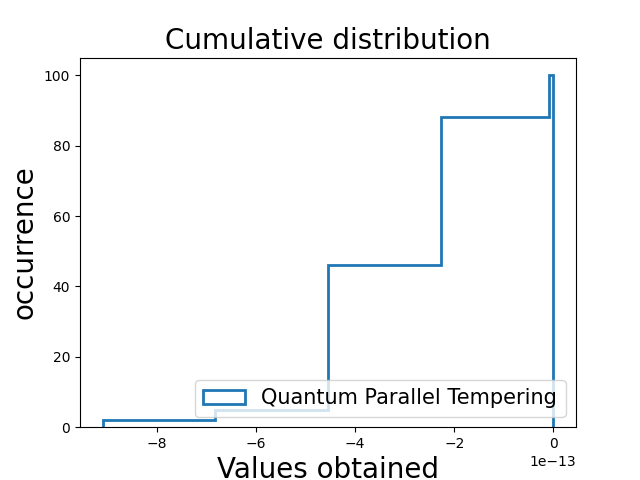 Cumulative distribution
occurrence
100
80
60
40
20
0
Quantum Parallel Tempering
−8
−6
−4
−2
0
1e−13
Values obtained